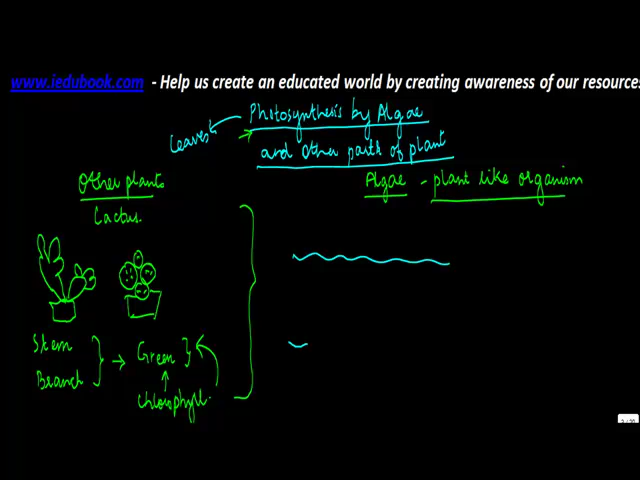 www.iedubook.com - Help us create an educated world by creating awareness of our resources
Photosynthesis by Algae
Leaves
and other parts of plant
Other plants
Algae - plant like organism
Cactus.
Stem
Green
Branch
Chlorophyll.